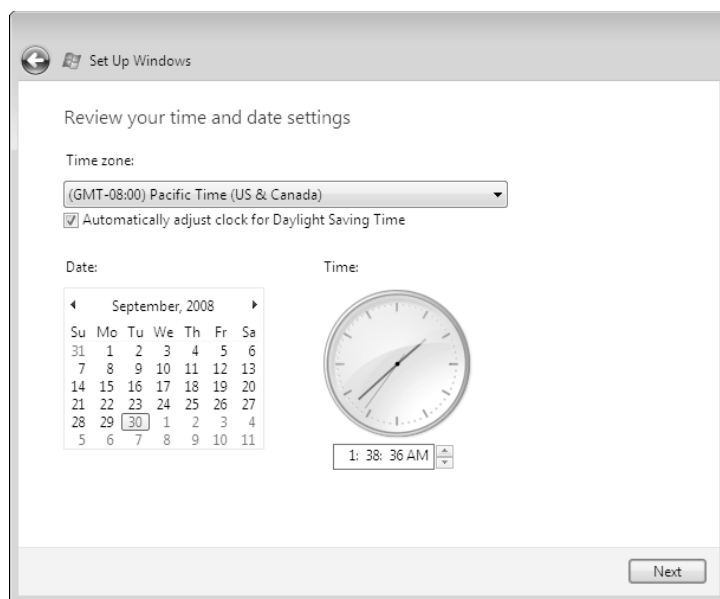 Set Up Windows
Review your time and date settings
Time zone:
(GMT-08:00) Pacific Time (US & Canada)
Automatically adjust clock for Daylight Saving Time
Date:
Time:
September, 2008
Su Mo Tu We Th Fr Sa
31 1 2 3 4 5 6
7 8 9 10 11 12 13
14 15 16 17 18 19 20
21 22 23 24 25 26 27
28 29 30 1 2 3 4
5 6 7 8 9 10 11
1: 38: 36 AM
Next